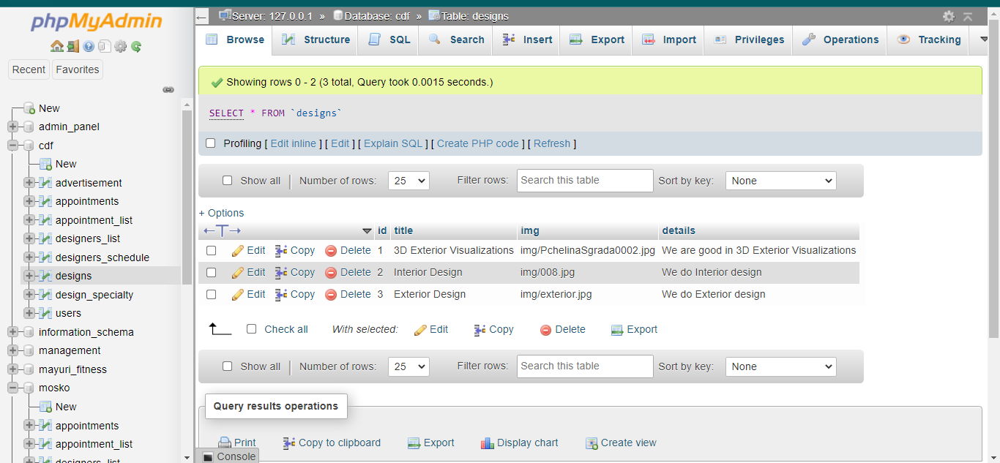 phpMyAdmin
Recent Favorites
New
admin_panel
cdf
New
advertisement
appointments
appointment_list
designers_list
designers_schedule
designs
design_specialty
users
information_schema
management
mayuri_fitness
mosko
New
appointments
appointment_list
designers_list
← Server: 127.0.0.1 » Database: cdf » Table: designs
Browse Structure SQL Search Insert Export Import Privileges Operations Tracking
Showing rows 0 - 2 (3 total, Query took 0.0015 seconds.)
SELECT * FROM `designs`
Profiling [ Edit inline ] [ Edit ] [ Explain SQL ] [ Create PHP code ] [ Refresh ]
Show all | Number of rows: 25 Filter rows: Search this table Sort by key: None
+ Options
←T→ id title img details
Edit Copy Delete 1 3D Exterior Visualizations img/PchelinaSgrada0002.jpg We are good in 3D Exterior Visualizations
Edit Copy Delete 2 Interior Design img/008.jpg We do Interior design
Edit Copy Delete 3 Exterior Design img/exterior.jpg We do Exterior design
Check all With selected: Edit Copy Delete Export
Show all | Number of rows: 25 Filter rows: Search this table Sort by key: None
Query results operations
Print Copy to clipboard Export Display chart Create view
Console